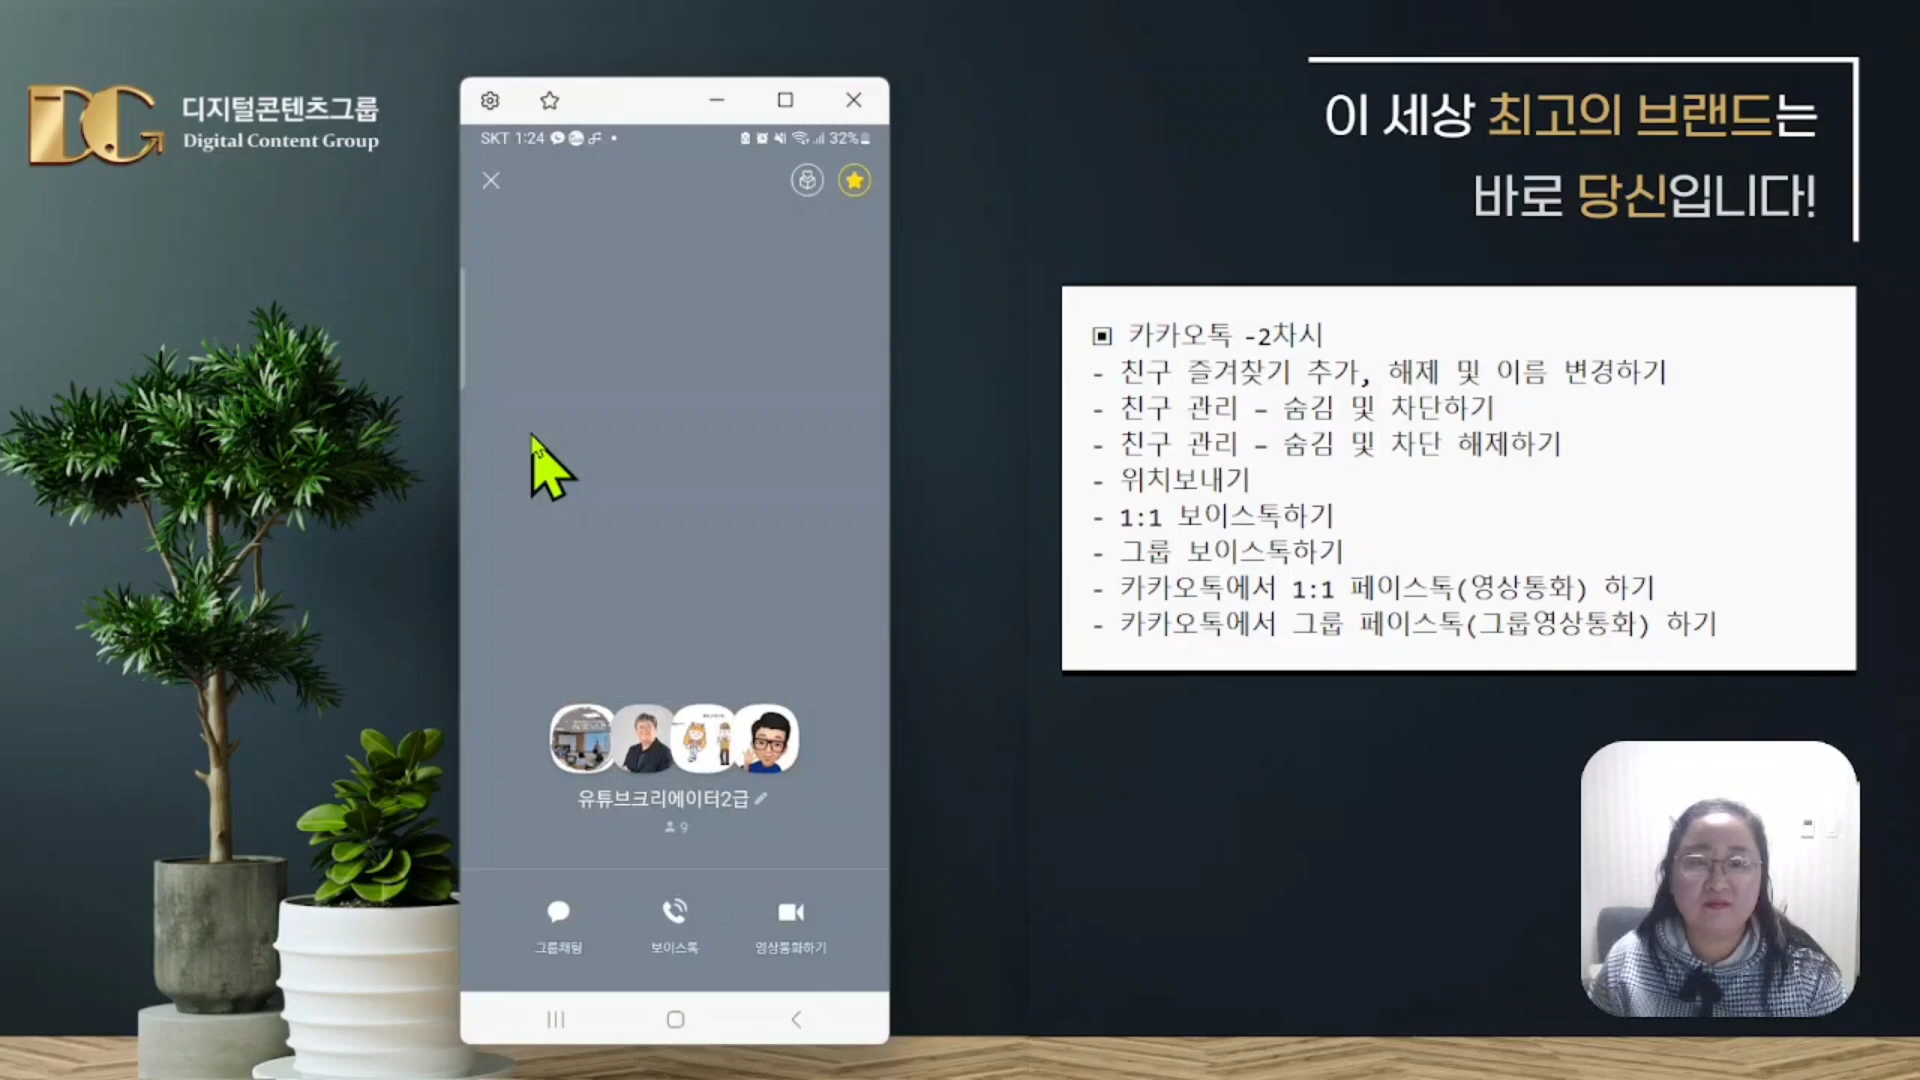 디지털콘텐츠그룹
Digital Content Group
SKT 1:24
32%
유튜브크리에이터2급
9
그룹채팅
보이스톡
영상통화하기
이 세상 최고의 브랜드는
바로 당신입니다!
▣ 카카오톡 -2차시
- 친구 즐겨찾기 추가, 해제 및 이름 변경하기
- 친구 관리 – 숨김 및 차단하기
- 친구 관리 – 숨김 및 차단 해제하기
- 위치보내기
- 1:1 보이스톡하기
- 그룹 보이스톡하기
- 카카오톡에서 1:1 페이스톡(영상통화) 하기
- 카카오톡에서 그룹 페이스톡(그룹영상통화) 하기